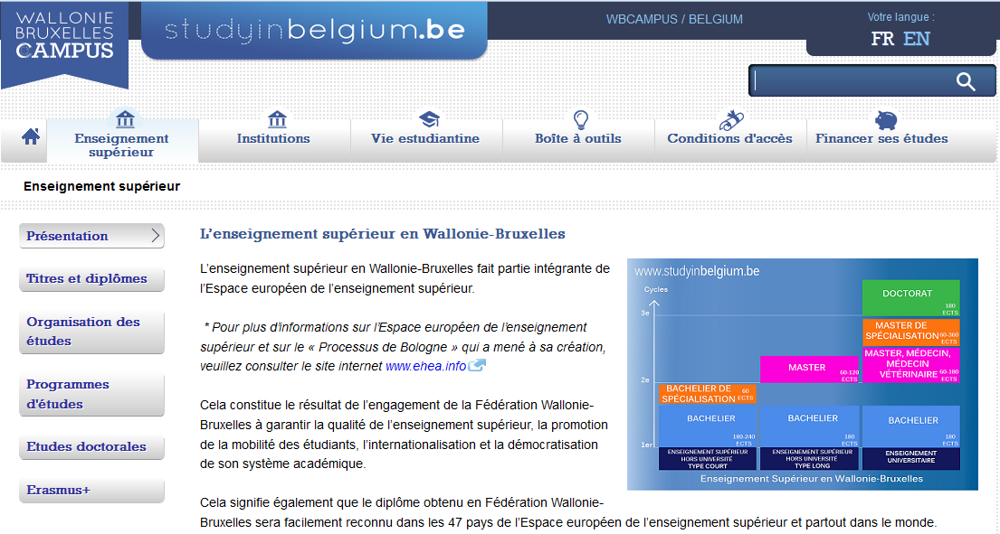 WALLONIE
BRUXELLES
CAMPUS
studyinbelgium.be
WBCAMPUS / BELGIUM
Votre langue :
FR EN
Enseignement
supérieur
Institutions
Vie estudiantine
Boîte à outils
Conditions d'accès
Financer ses études
Enseignement supérieur
Présentation
Titres et diplômes
Organisation des
études
Programmes
d'études
Etudes doctorales
Erasmus+
L'enseignement supérieur en Wallonie-Bruxelles
L'enseignement supérieur en Wallonie-Bruxelles fait partie intégrante de
l'Espace européen de l'enseignement supérieur.
* Pour plus d'informations sur l'Espace européen de l'enseignement
supérieur et sur le « Processus de Bologne » qui a mené à sa création,
veuillez consulter le site internet www.ehea.info
Cela constitue le résultat de l'engagement de la Fédération Wallonie-
Bruxelles à garantir la qualité de l'enseignement supérieur, la promotion
de la mobilité des étudiants, l'internationalisation et la démocratisation
de son système académique.
Cela signifie également que le diplôme obtenu en Fédération Wallonie-
Bruxelles sera facilement reconnu dans les 47 pays de l'Espace européen de l'enseignement supérieur et partout dans le monde.
www.studyinbelgium.be
Cycles
3e
2e
1er
DOCTORAT
180
ECTS
MASTER DE
SPÉCIALISATION
60-360
ECTS
MASTER, MÉDECIN,
MÉDECIN
VÉTÉRINAIRE
60-180
ECTS
MASTER
60-120
ECTS
BACHELIER DE
SPÉCIALISATION
60
ECTS
BACHELIER
180-240
ECTS
BACHELIER
180
ECTS
BACHELIER
180
ECTS
ENSEIGNEMENT SUPÉRIEUR
HORS UNIVERSITÉ
TYPE COURT
ENSEIGNEMENT SUPÉRIEUR
HORS UNIVERSITÉ
TYPE LONG
ENSEIGNEMENT
UNIVERSITAIRE
Enseignement Supérieur en Wallonie-Bruxelles